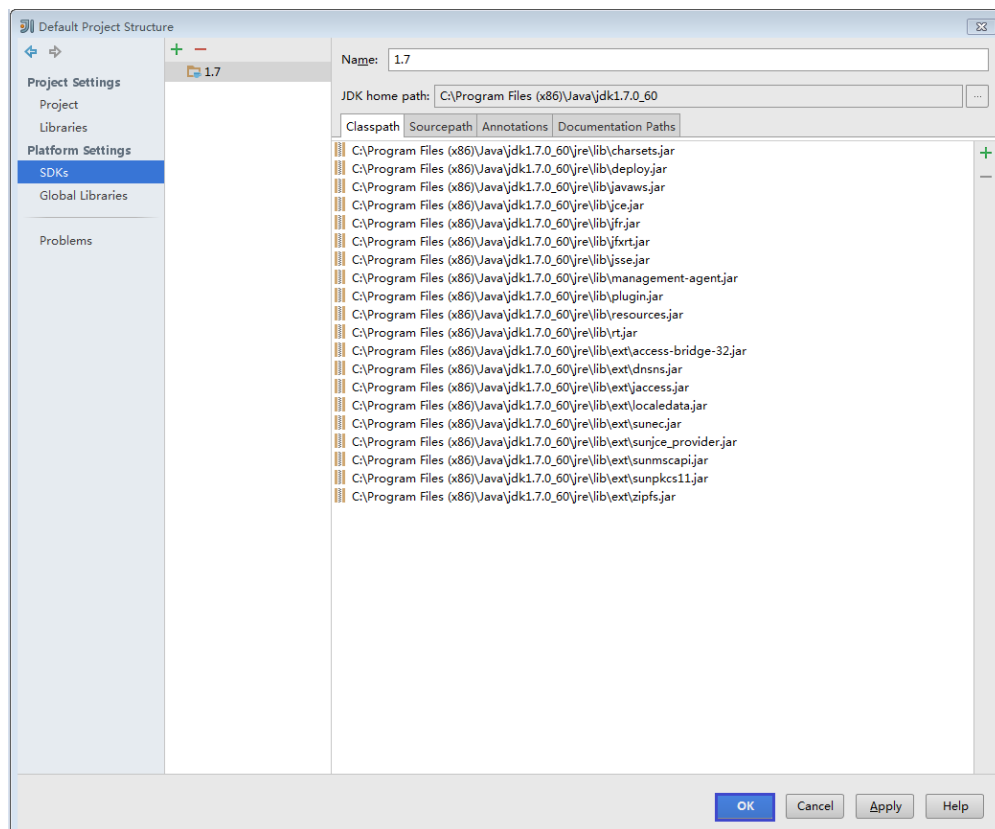 Default Project Structure
Project Settings
Project
Libraries
Platform Settings
SDKs
Global Libraries
Problems
1.7
Name: 1.7
JDK home path: C:\Program Files (x86)\Java\jdk1.7.0_60 ...
Classpath Sourcepath Annotations Documentation Paths
C:\Program Files (x86)\Java\jdk1.7.0_60\jre\lib\charsets.jar
C:\Program Files (x86)\Java\jdk1.7.0_60\jre\lib\deploy.jar
C:\Program Files (x86)\Java\jdk1.7.0_60\jre\lib\javaws.jar
C:\Program Files (x86)\Java\jdk1.7.0_60\jre\lib\jce.jar
C:\Program Files (x86)\Java\jdk1.7.0_60\jre\lib\jfr.jar
C:\Program Files (x86)\Java\jdk1.7.0_60\jre\lib\jfxrt.jar
C:\Program Files (x86)\Java\jdk1.7.0_60\jre\lib\jsse.jar
C:\Program Files (x86)\Java\jdk1.7.0_60\jre\lib\management-agent.jar
C:\Program Files (x86)\Java\jdk1.7.0_60\jre\lib\plugin.jar
C:\Program Files (x86)\Java\jdk1.7.0_60\jre\lib\resources.jar
C:\Program Files (x86)\Java\jdk1.7.0_60\jre\lib\rt.jar
C:\Program Files (x86)\Java\jdk1.7.0_60\jre\lib\ext\access-bridge-32.jar
C:\Program Files (x86)\Java\jdk1.7.0_60\jre\lib\ext\dnsns.jar
C:\Program Files (x86)\Java\jdk1.7.0_60\jre\lib\ext\jaccess.jar
C:\Program Files (x86)\Java\jdk1.7.0_60\jre\lib\ext\localedata.jar
C:\Program Files (x86)\Java\jdk1.7.0_60\jre\lib\ext\sunec.jar
C:\Program Files (x86)\Java\jdk1.7.0_60\jre\lib\ext\sunjce_provider.jar
C:\Program Files (x86)\Java\jdk1.7.0_60\jre\lib\ext\sunmscapi.jar
C:\Program Files (x86)\Java\jdk1.7.0_60\jre\lib\ext\sunpkcs11.jar
C:\Program Files (x86)\Java\jdk1.7.0_60\jre\lib\ext\zipfs.jar
OK Cancel Apply Help